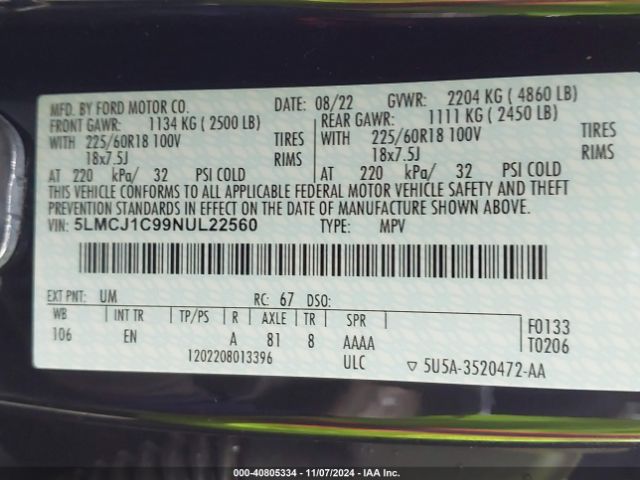 MFD. BY FORD MOTOR CO. DATE: 08/22 GVWR: 2204 KG ( 4860 LB)
FRONT GAWR: 1134 KG ( 2500 LB) REAR GAWR: 1111 KG ( 2450 LB)
WITH 225/60R18 100V TIRES WITH 225/60R18 100V TIRES
18x7.5J RIMS 18x7.5J RIMS
AT 220 kPa/ 32 PSI COLD AT 220 kPa/ 32 PSI COLD
THIS VEHICLE CONFORMS TO ALL APPLICABLE FEDERAL MOTOR VEHICLE SAFETY AND THEFT
PREVENTION STANDARDS IN EFFECT ON THE DATE OF MANUFACTURE SHOWN ABOVE.
VIN: 5LMCJ1C99NUL22560 TYPE: MPV
EXT PNT: UM RC: 67 DSO:
WB INT TR TP/PS R AXLE TR SPR F0133
106 EN A 81 8 AAAA T0206
1202208013396 ULC ▽ 5U5A-3520472-AA
000-40805334 - 11/07/2024 - IAA Inc.